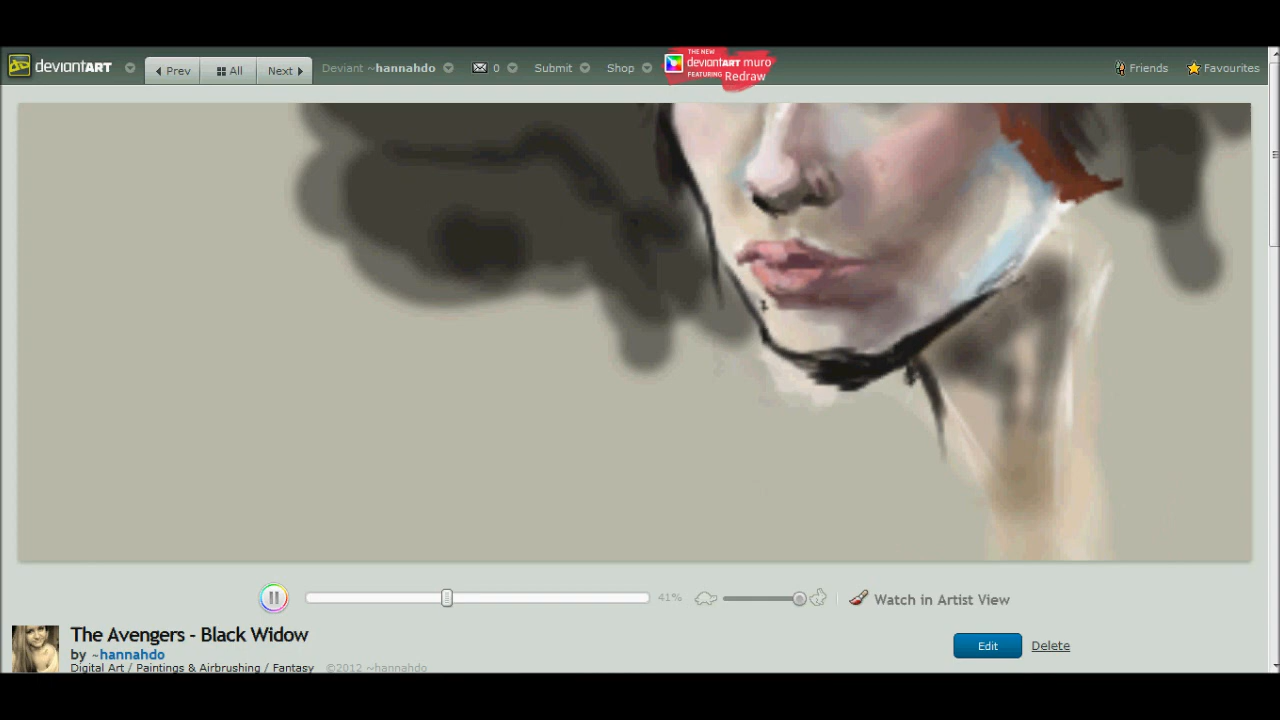 deviantART
Prev
All
Next
Deviant ~hannahdo
0
Submit
Shop
THE NEW
deviantART muro
FEATURING Redraw
Friends
Favourites
41%
Watch in Artist View
The Avengers - Black Widow
by ~hannahdo
Digital Art / Paintings & Airbrushing / Fantasy ©2012 ~hannahdo
Edit
Delete